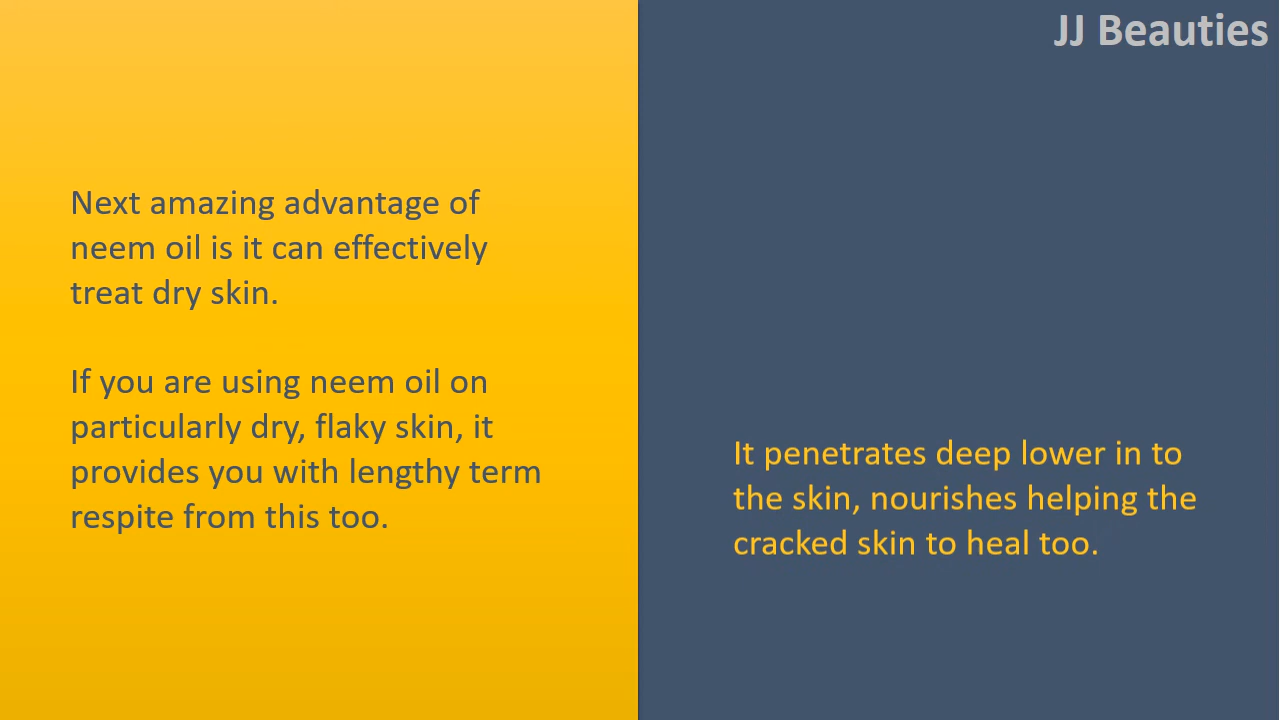 JJ Beauties
Next amazing advantage of
neem oil is it can effectively
treat dry skin.
If you are using neem oil on
particularly dry, flaky skin, it
provides you with lengthy term
respite from this too.
It penetrates deep lower in to
the skin, nourishes helping the
cracked skin to heal too.